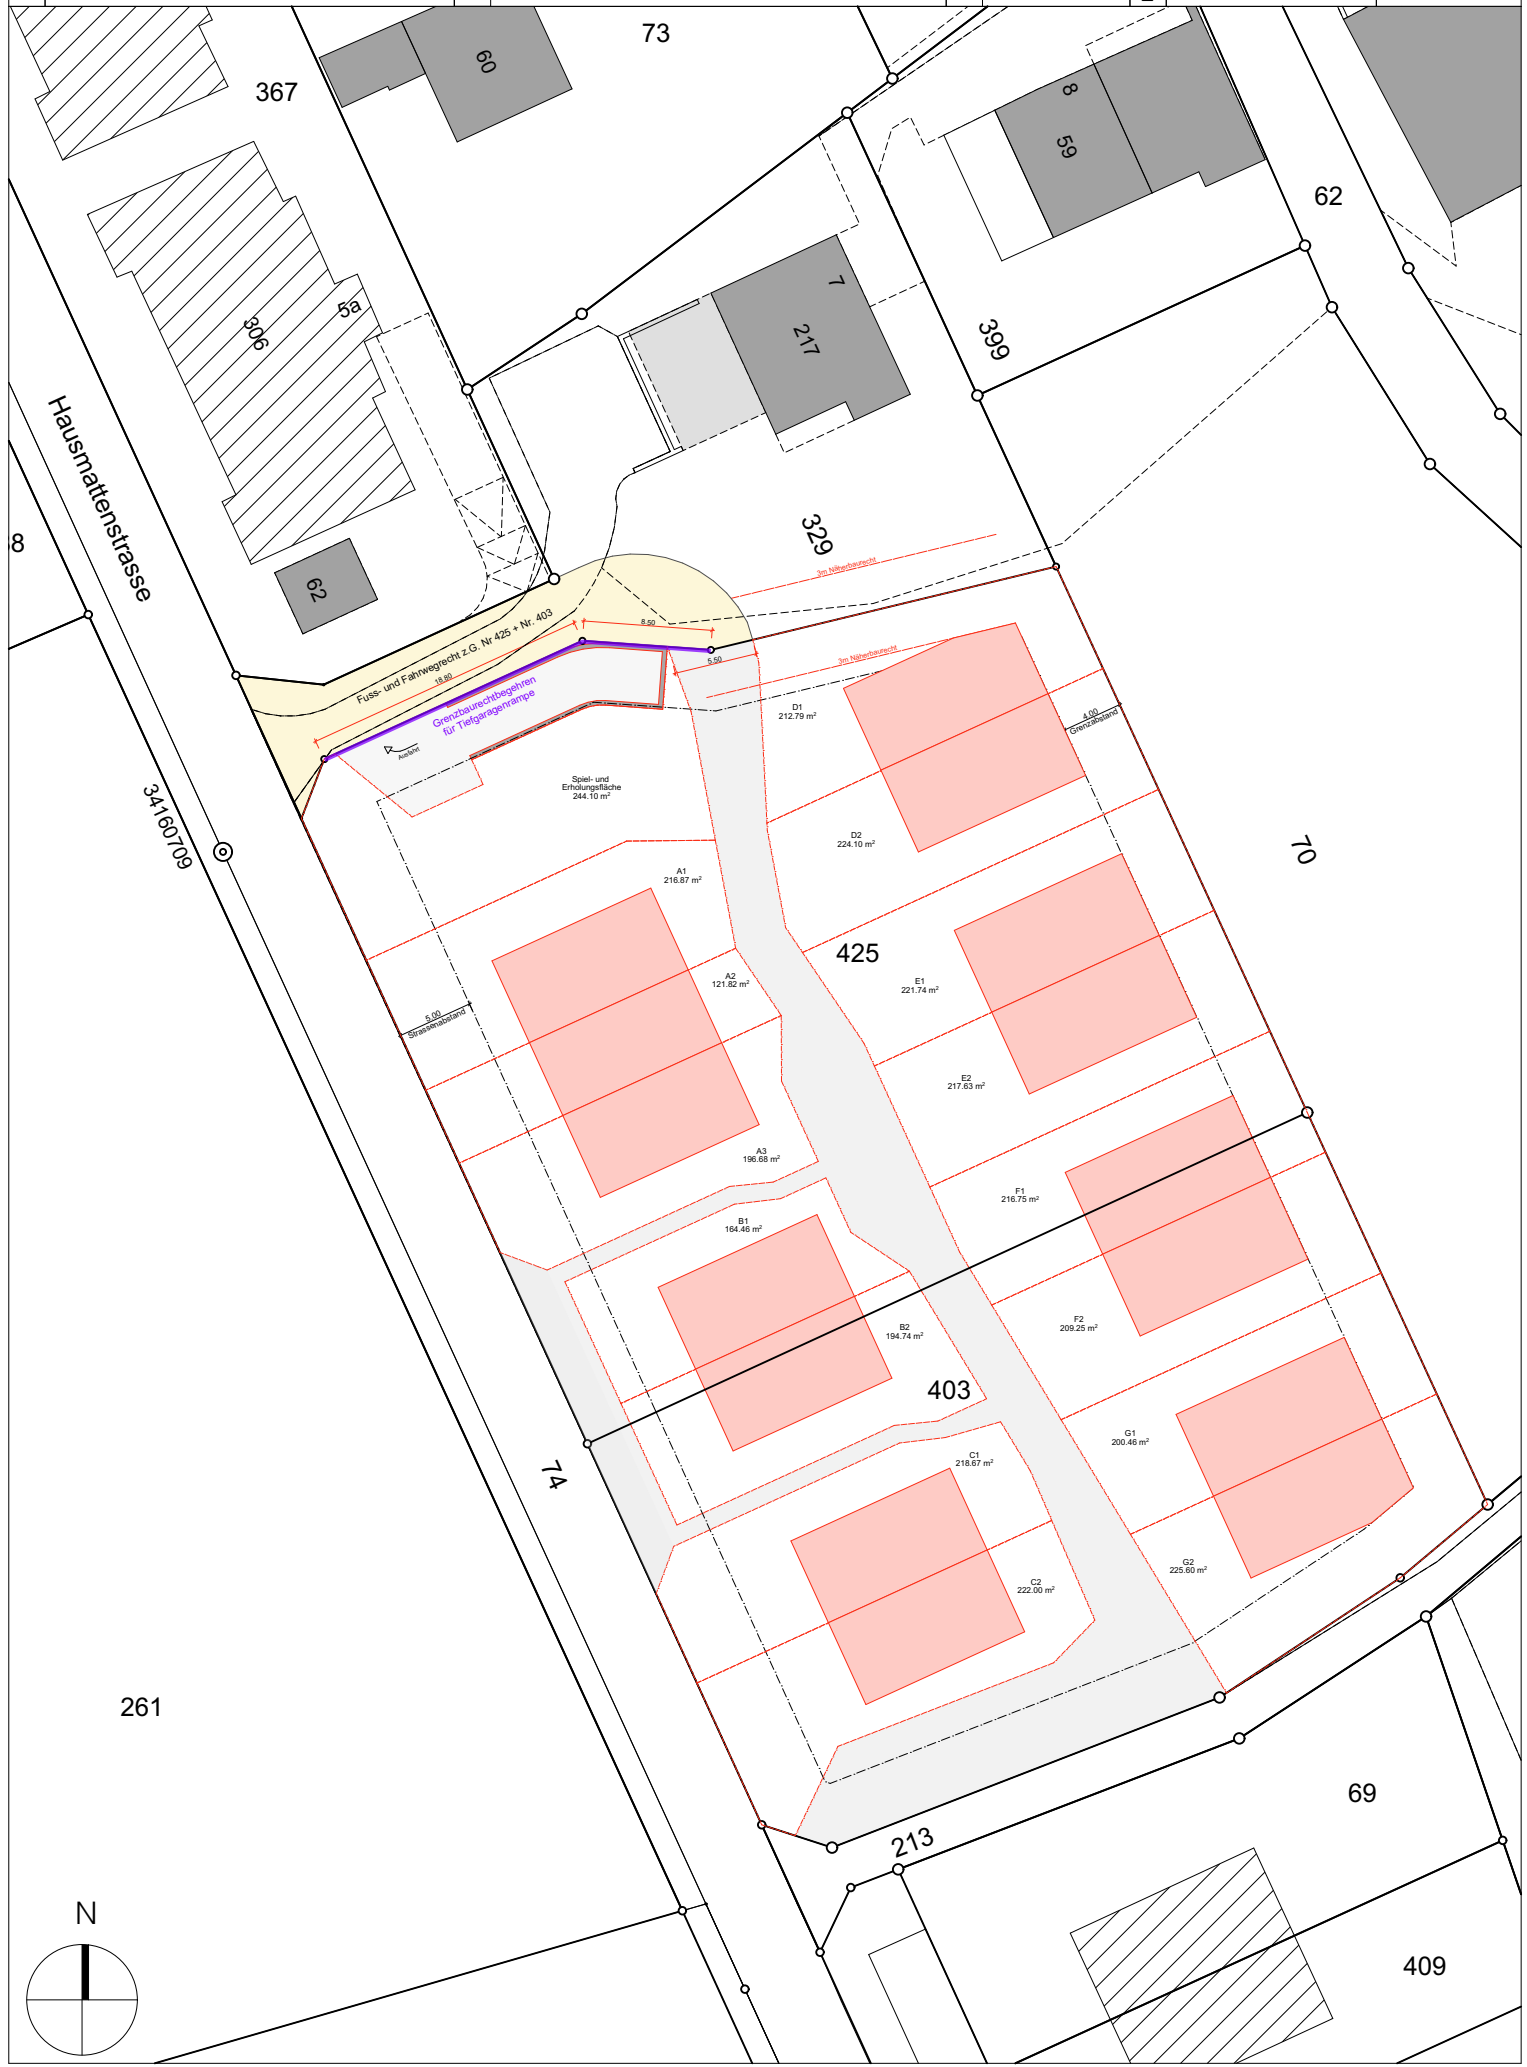 73
60
367
8
59
62
7
217
5a
306
399
Hausmattenstrasse
329
3m Näherbaurecht
62
8.50
Fuss- und Fahrwegrecht z.G. Nr 425 + Nr. 403
18.80
5.50
3m Näherbaurecht
Grenzbaurechtbegehren
für Tiefgaragenrampe
Ausfahrt
D1
212.79 m²
4.00
Grenzabstand
Spiel- und
Erholungsfläche
244.10 m²
34160709
D2
224.10 m²
70
A1
216.87 m²
425
A2
121.82 m²
E1
221.74 m²
5.00
Strassenabstand
E2
217.63 m²
A3
196.68 m²
F1
216.75 m²
B1
164.46 m²
F2
209.25 m²
B2
194.74 m²
403
G1
200.46 m²
C1
218.67 m²
74
G2
225.60 m²
C2
222.00 m²
261
69
213
N
409